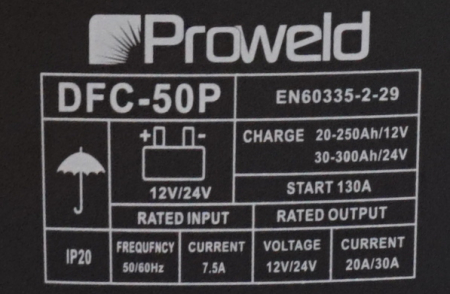 Proweld
DFC-50P
EN60335-2-29
+ -
12V/24V
CHARGE 20-250Ah/12V
30-300Ah/24V
START 130A
RATED INPUT
RATED OUTPUT
IP20
FREQUFNCY
50/60Hz
CURRENT
7.5A
VOLTAGE
12V/24V
CURRENT
20A/30A